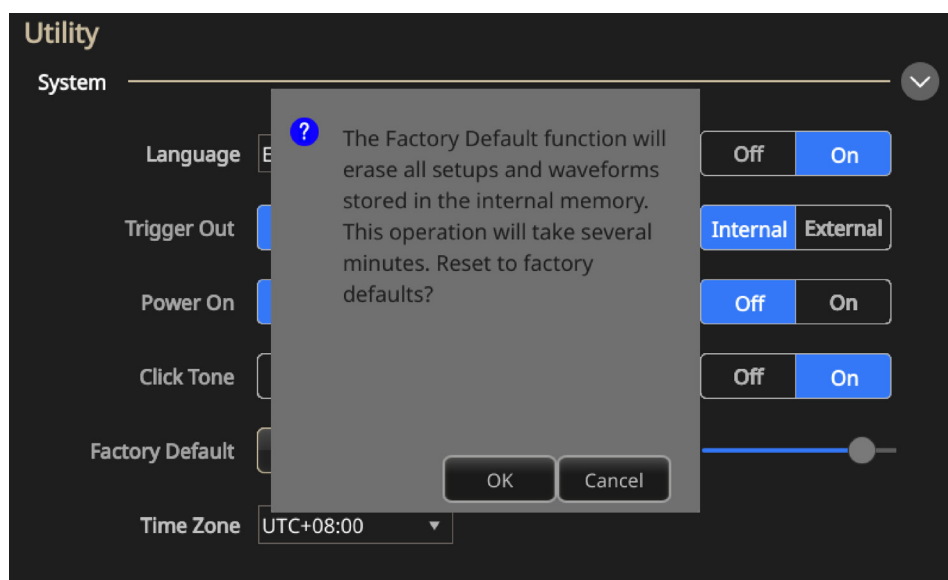 Utility
System
Language
Off On
Trigger Out
Internal External
Power On
Off On
Click Tone
Off On
Factory Default
Time Zone UTC+08:00
?
The Factory Default function will
erase all setups and waveforms
stored in the internal memory.
This operation will take several
minutes. Reset to factory
defaults?
OK Cancel